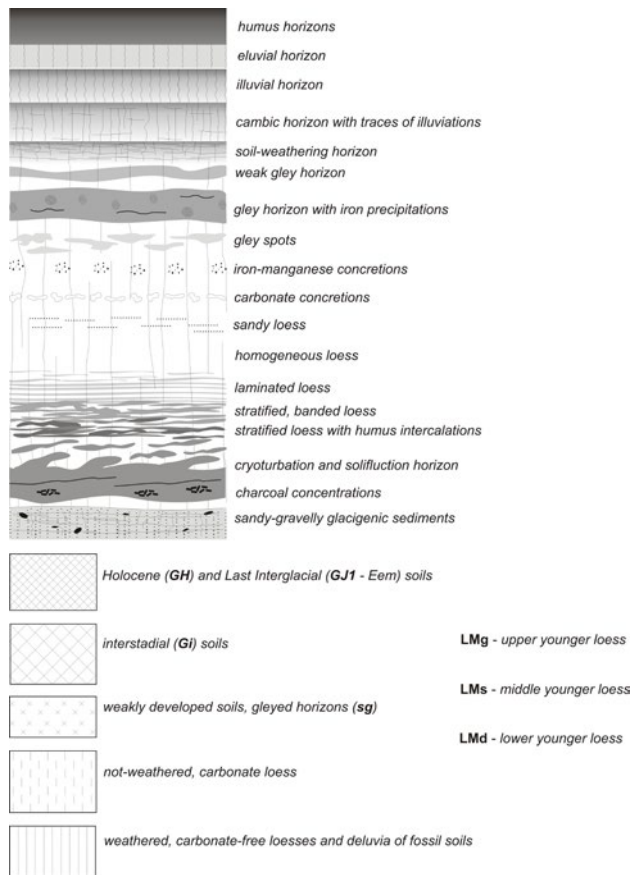 humus horizons
eluvial horizon
illuvial horizon
cambic horizon with traces of illuviations
soil-weathering horizon
weak gley horizon
gley horizon with iron precipitations
gley spots
iron-manganese concretions
carbonate concretions
sandy loess
homogeneous loess
laminated loess
stratified, banded loess
stratified loess with humus intercalations
cryoturbation and solifluction horizon
charcoal concentrations
sandy-gravelly glacigenic sediments
Holocene (GH) and Last Interglacial (GJ1 - Eem) soils
interstadial (Gi) soils
weakly developed soils, gleyed horizons (sg)
not-weathered, carbonate loess
weathered, carbonate-free loesses and deluvia of fossil soils
LMg - upper younger loess
LMs - middle younger loess
LMd - lower younger loess